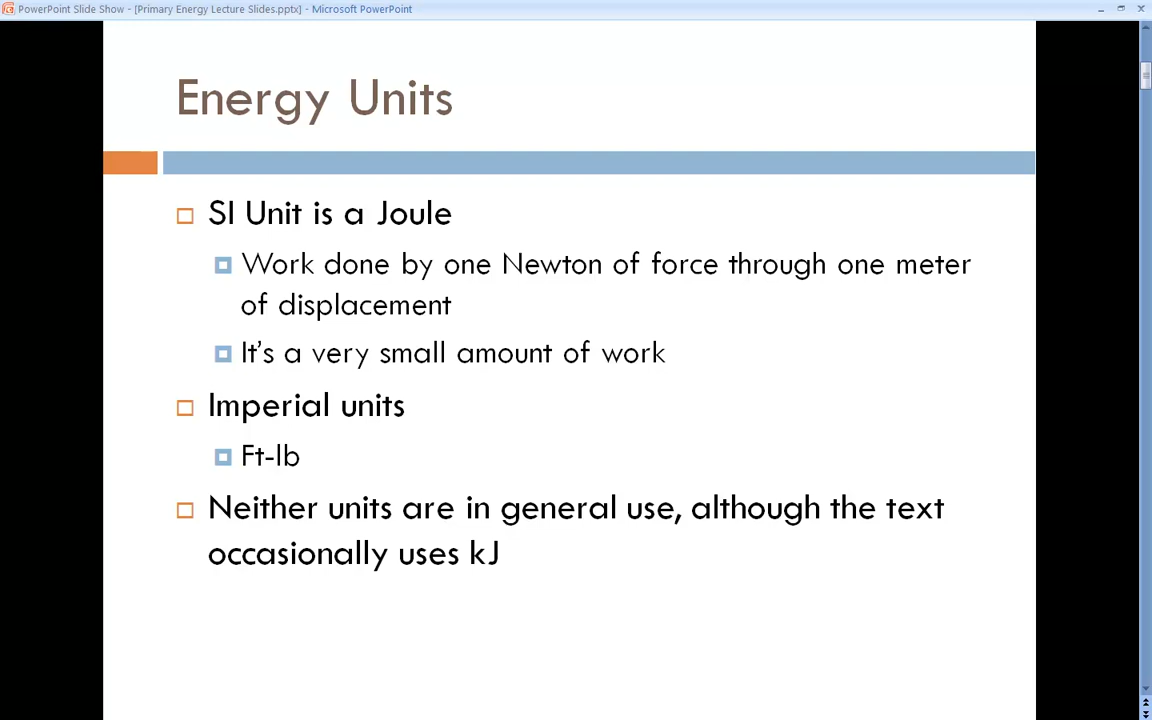 PowerPoint Slide Show - [Primary Energy Lecture Slides.pptx] - Microsoft PowerPoint
Energy Units
SI Unit is a Joule
Work done by one Newton of force through one meter
of displacement
It's a very small amount of work
Imperial units
Ft-lb
Neither units are in general use, although the text
occasionally uses kJ